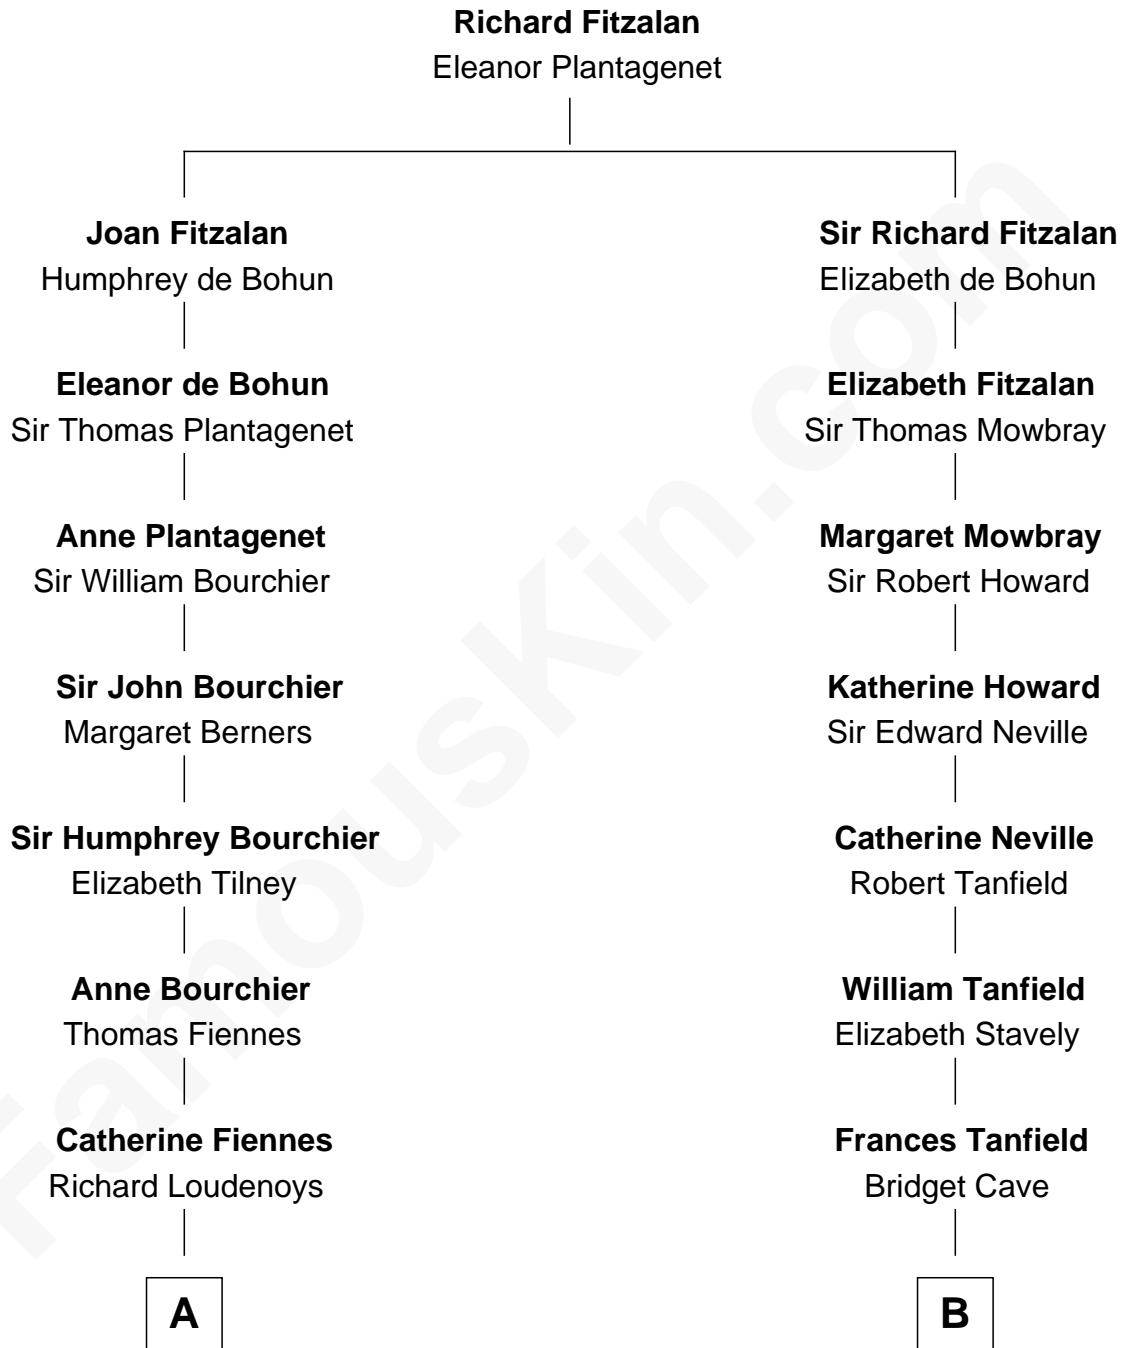 Richard Fitzalan
Eleanor Plantagenet
Joan Fitzalan
Humphrey de Bohun
Sir Richard Fitzalan
Elizabeth de Bohun
Eleanor de Bohun
Sir Thomas Plantagenet
Elizabeth Fitzalan
Sir Thomas Mowbray
Anne Plantagenet
Sir William Bourchier
Margaret Mowbray
Sir Robert Howard
Sir John Bourchier
Margaret Berners
Katherine Howard
Sir Edward Neville
Sir Humphrey Bourchier
Elizabeth Tilney
Catherine Neville
Robert Tanfield
Anne Bourchier
Thomas Fiennes
William Tanfield
Elizabeth Stavely
Catherine Fiennes
Richard Loudenoys
Frances Tanfield
Bridget Cave
A
B
FamousKin.com